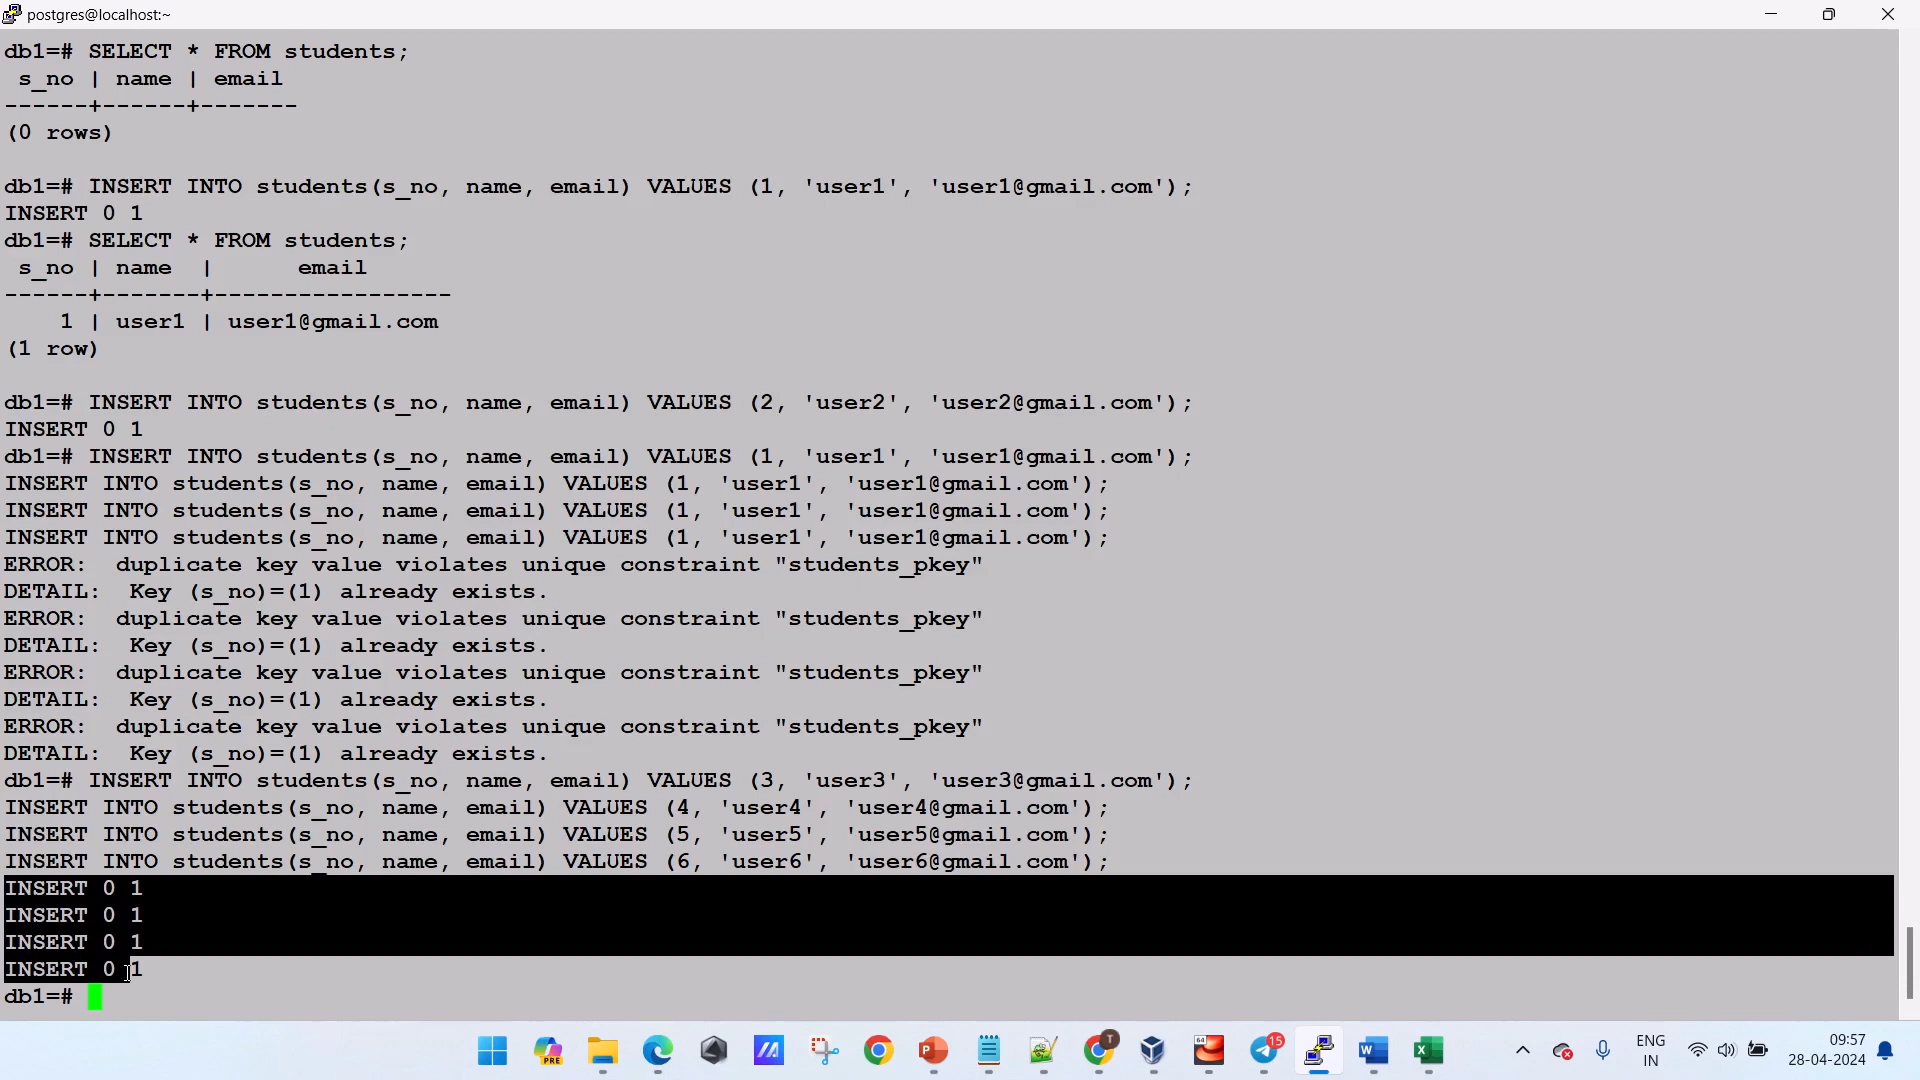 postgres@localhost:~
db1=# SELECT * FROM students;
 s_no | name | email
------+------+-------
(0 rows)
db1=# INSERT INTO students(s_no, name, email) VALUES (1, 'user1', 'user1@gmail.com');
INSERT 0 1
db1=# SELECT * FROM students;
 s_no | name  |      email
------+-------+-----------------
    1 | user1 | user1@gmail.com
(1 row)
db1=# INSERT INTO students(s_no, name, email) VALUES (2, 'user2', 'user2@gmail.com');
INSERT 0 1
db1=# INSERT INTO students(s_no, name, email) VALUES (1, 'user1', 'user1@gmail.com');
INSERT INTO students(s_no, name, email) VALUES (1, 'user1', 'user1@gmail.com');
INSERT INTO students(s_no, name, email) VALUES (1, 'user1', 'user1@gmail.com');
INSERT INTO students(s_no, name, email) VALUES (1, 'user1', 'user1@gmail.com');
ERROR:  duplicate key value violates unique constraint "students_pkey"
DETAIL:  Key (s_no)=(1) already exists.
ERROR:  duplicate key value violates unique constraint "students_pkey"
DETAIL:  Key (s_no)=(1) already exists.
ERROR:  duplicate key value violates unique constraint "students_pkey"
DETAIL:  Key (s_no)=(1) already exists.
ERROR:  duplicate key value violates unique constraint "students_pkey"
DETAIL:  Key (s_no)=(1) already exists.
db1=# INSERT INTO students(s_no, name, email) VALUES (3, 'user3', 'user3@gmail.com');
INSERT INTO students(s_no, name, email) VALUES (4, 'user4', 'user4@gmail.com');
INSERT INTO students(s_no, name, email) VALUES (5, 'user5', 'user5@gmail.com');
INSERT INTO students(s_no, name, email) VALUES (6, 'user6', 'user6@gmail.com');
INSERT 0 1
INSERT 0 1
INSERT 0 1
INSERT 0 1
db1=#
PRE
P
T
64
15
W
X
ENG
IN
09:57
28-04-2024